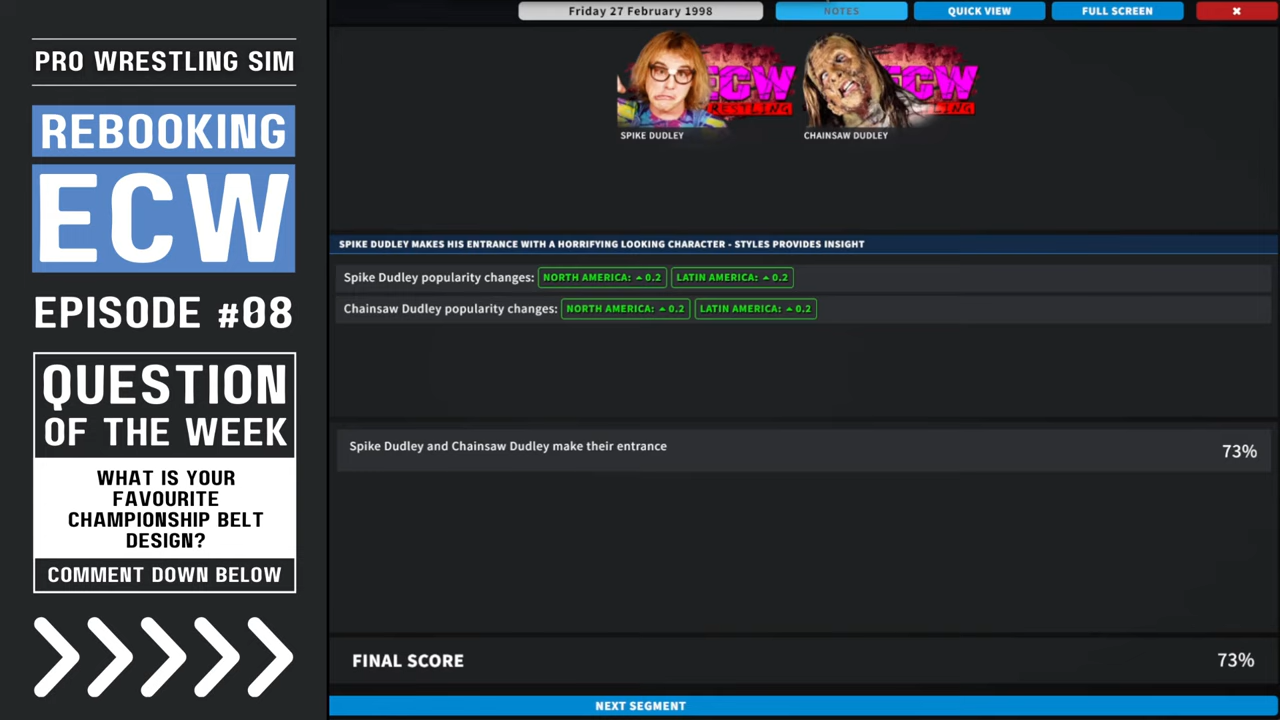 PRO WRESTLING SIM
REBOOKING
ECW
EPISODE #08
QUESTION
OF THE WEEK
WHAT IS YOUR
FAVOURITE
CHAMPIONSHIP BELT
DESIGN?
COMMENT DOWN BELOW
Friday 27 February 1998
NOTES
QUICK VIEW
FULL SCREEN
ECW
WRESTLING
SPIKE DUDLEY
ECW
CHAINSAW DUDLEY
SPIKE DUDLEY MAKES HIS ENTRANCE WITH A HORRIFYING LOOKING CHARACTER - STYLES PROVIDES INSIGHT
Spike Dudley popularity changes: NORTH AMERICA: 0.2 LATIN AMERICA: 0.2
Chainsaw Dudley popularity changes: NORTH AMERICA: 0.2 LATIN AMERICA: 0.2
Spike Dudley and Chainsaw Dudley make their entrance 73%
FINAL SCORE 73%
NEXT SEGMENT